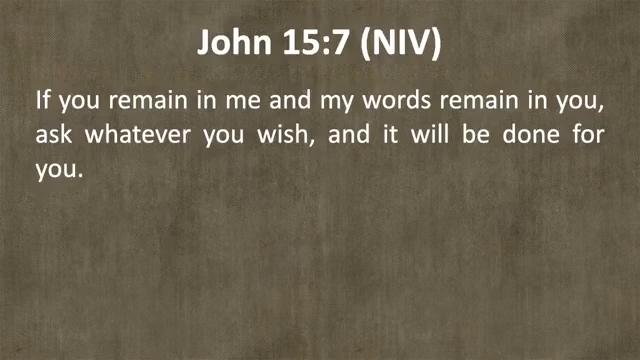 John 15:7 (NIV)
If you remain in me and my words remain in you,
ask whatever you wish, and it will be done for
you.